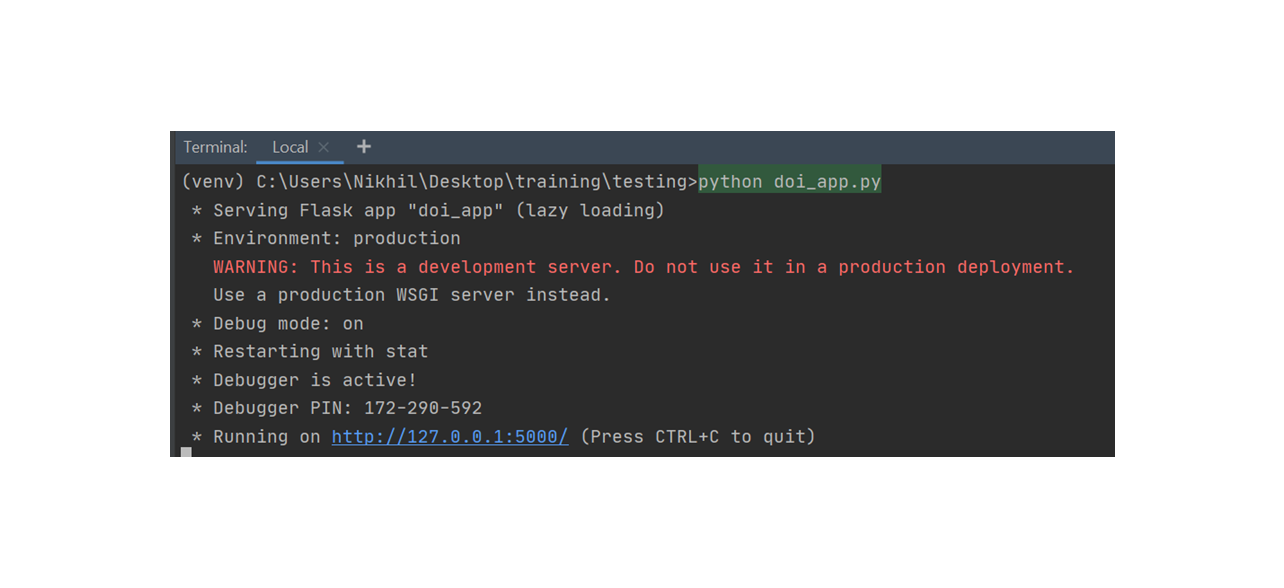 Terminal: Local × +
(venv) C:\Users\Nikhil\Desktop\training\testing>python doi_app.py
* Serving Flask app "doi_app" (lazy loading)
* Environment: production
WARNING: This is a development server. Do not use it in a production deployment.
Use a production WSGI server instead.
* Debug mode: on
* Restarting with stat
* Debugger is active!
* Debugger PIN: 172-290-592
* Running on http://127.0.0.1:5000/ (Press CTRL+C to quit)